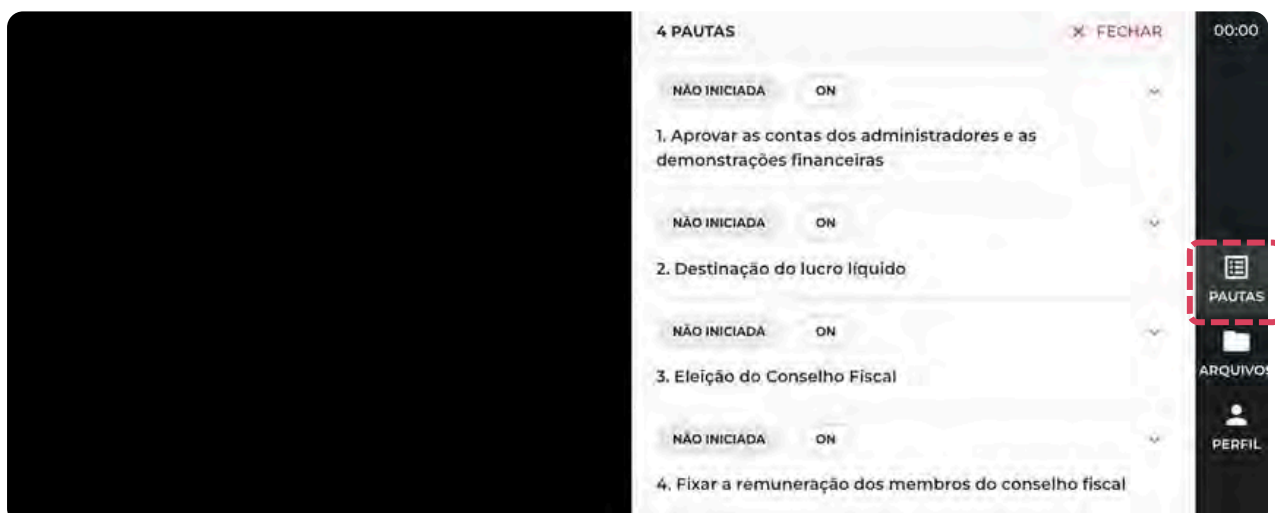 4 PAUTAS
× FECHAR
00:00
NÃO INICIADA ON
1. Aprovar as contas dos administradores e as
demonstrações financeiras
NÃO INICIADA ON
2. Destinação do lucro líquido
NÃO INICIADA ON
3. Eleição do Conselho Fiscal
NÃO INICIADA ON
4. Fixar a remuneração dos membros do conselho fiscal
PAUTAS
ARQUIVOS
PERFIL